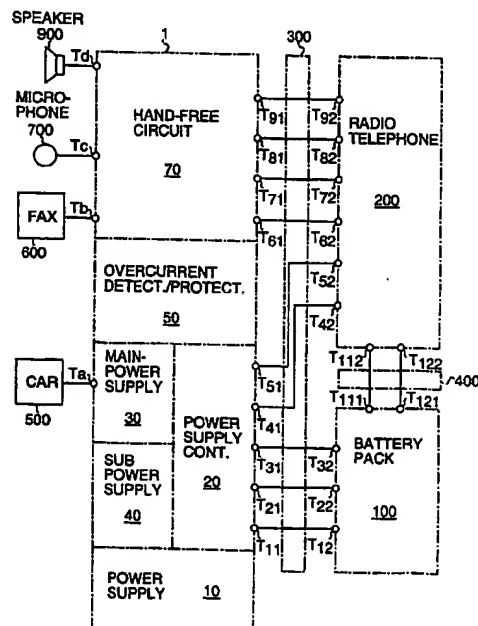 SPEAKER
900
Td
1
300
MICRO-
PHONE
700
Tc
HAND-FREE
CIRCUIT
70
T91
T92
T81
T82
T71
T72
T61
T62
RADIO
TELEPHONE
200
FAX
600
Tb
OVERCURRENT
DETECT./PROTECT.
50
T52
T42
CAR
500
Ta
MAIN-
POWER
SUPPLY
30
T51
T41
T112
T122
400
T111
T121
SUB
POWER
SUPPLY
40
POWER
SUPPLY
CONT.
20
T31
T32
T21
T22
T11
T12
BATTERY
PACK
100
POWER
SUPPLY
10